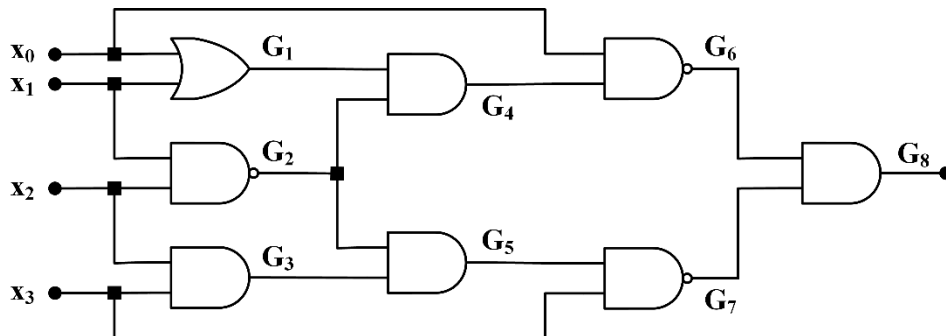 x₀
G₁
G₆
x₁
G₄
G₂
G₈
x₂
G₃
G₅
x₃
G₇